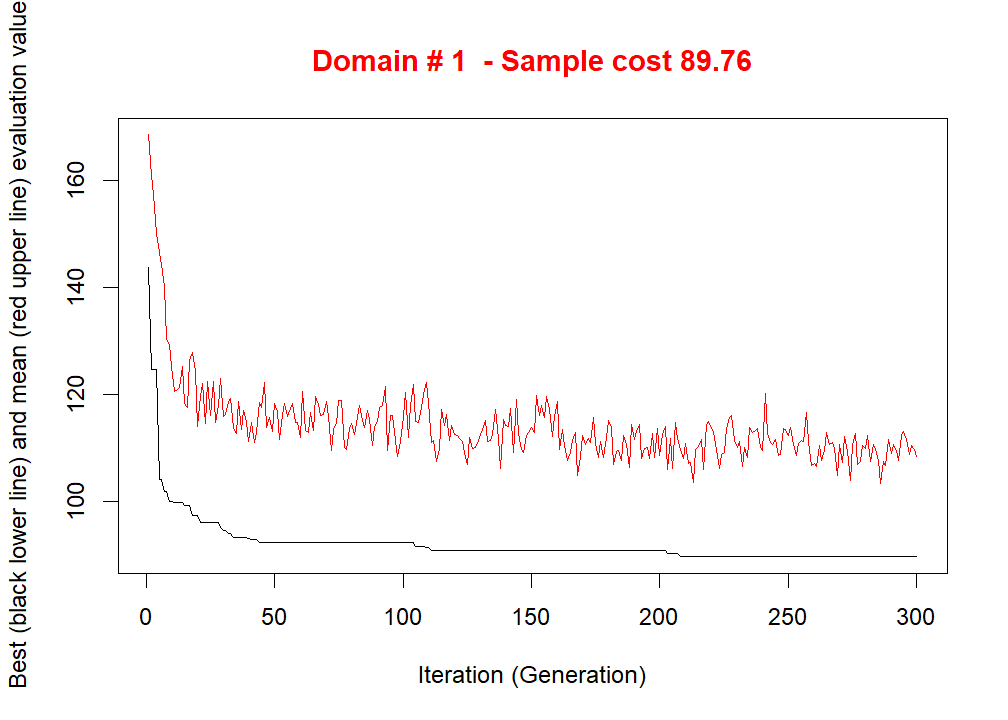 Domain # 1  - Sample cost 89.76
Best (black lower line) and mean (red upper line) evaluation value
160
140
120
100
0 50 100 150 200 250 300
Iteration (Generation)